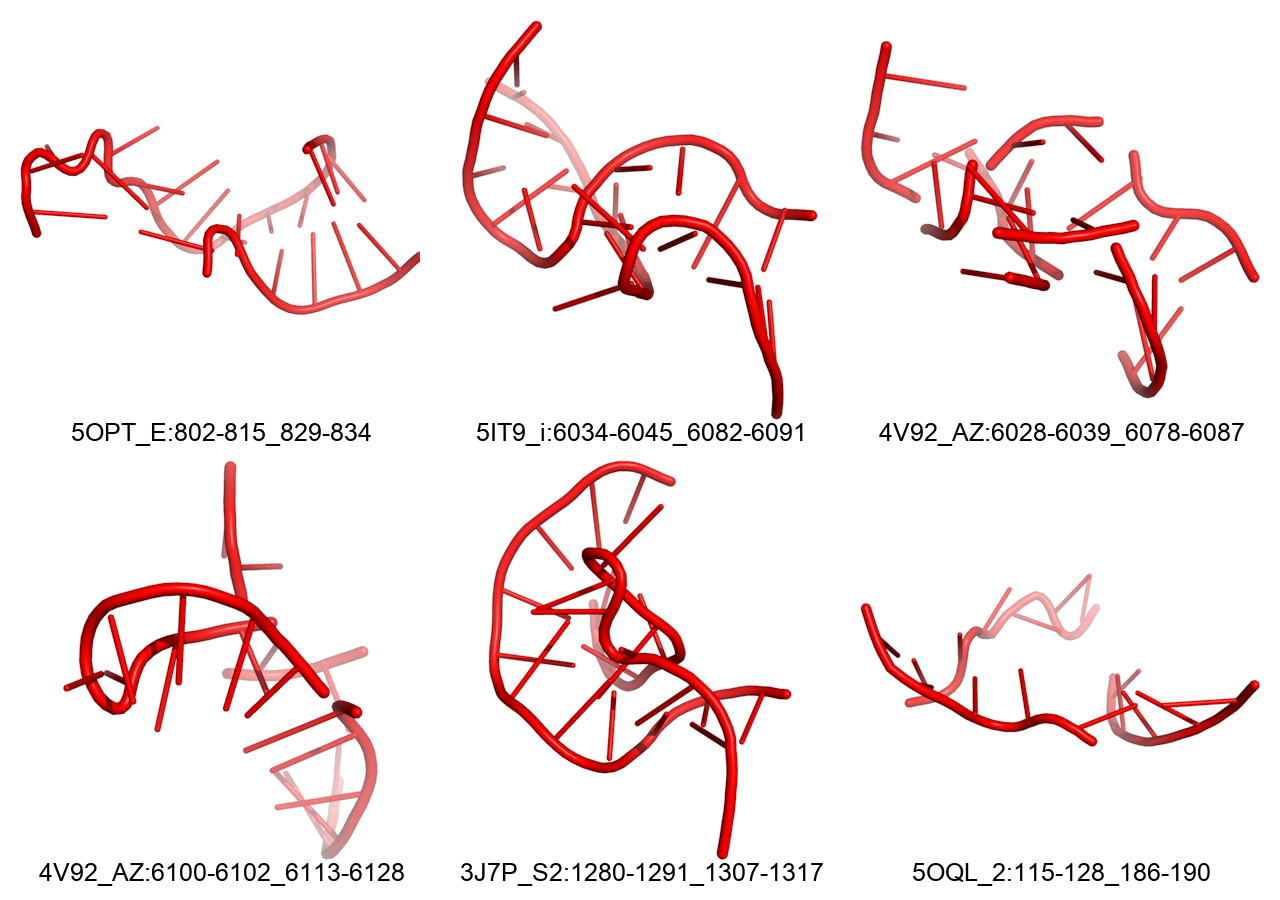 5OPT_E:802-815_829-834
5IT9_i:6034-6045_6082-6091
4V92_AZ:6028-6039_6078-6087
4V92_AZ:6100-6102_6113-6128
3J7P_S2:1280-1291_1307-1317
5OQL_2:115-128_186-190